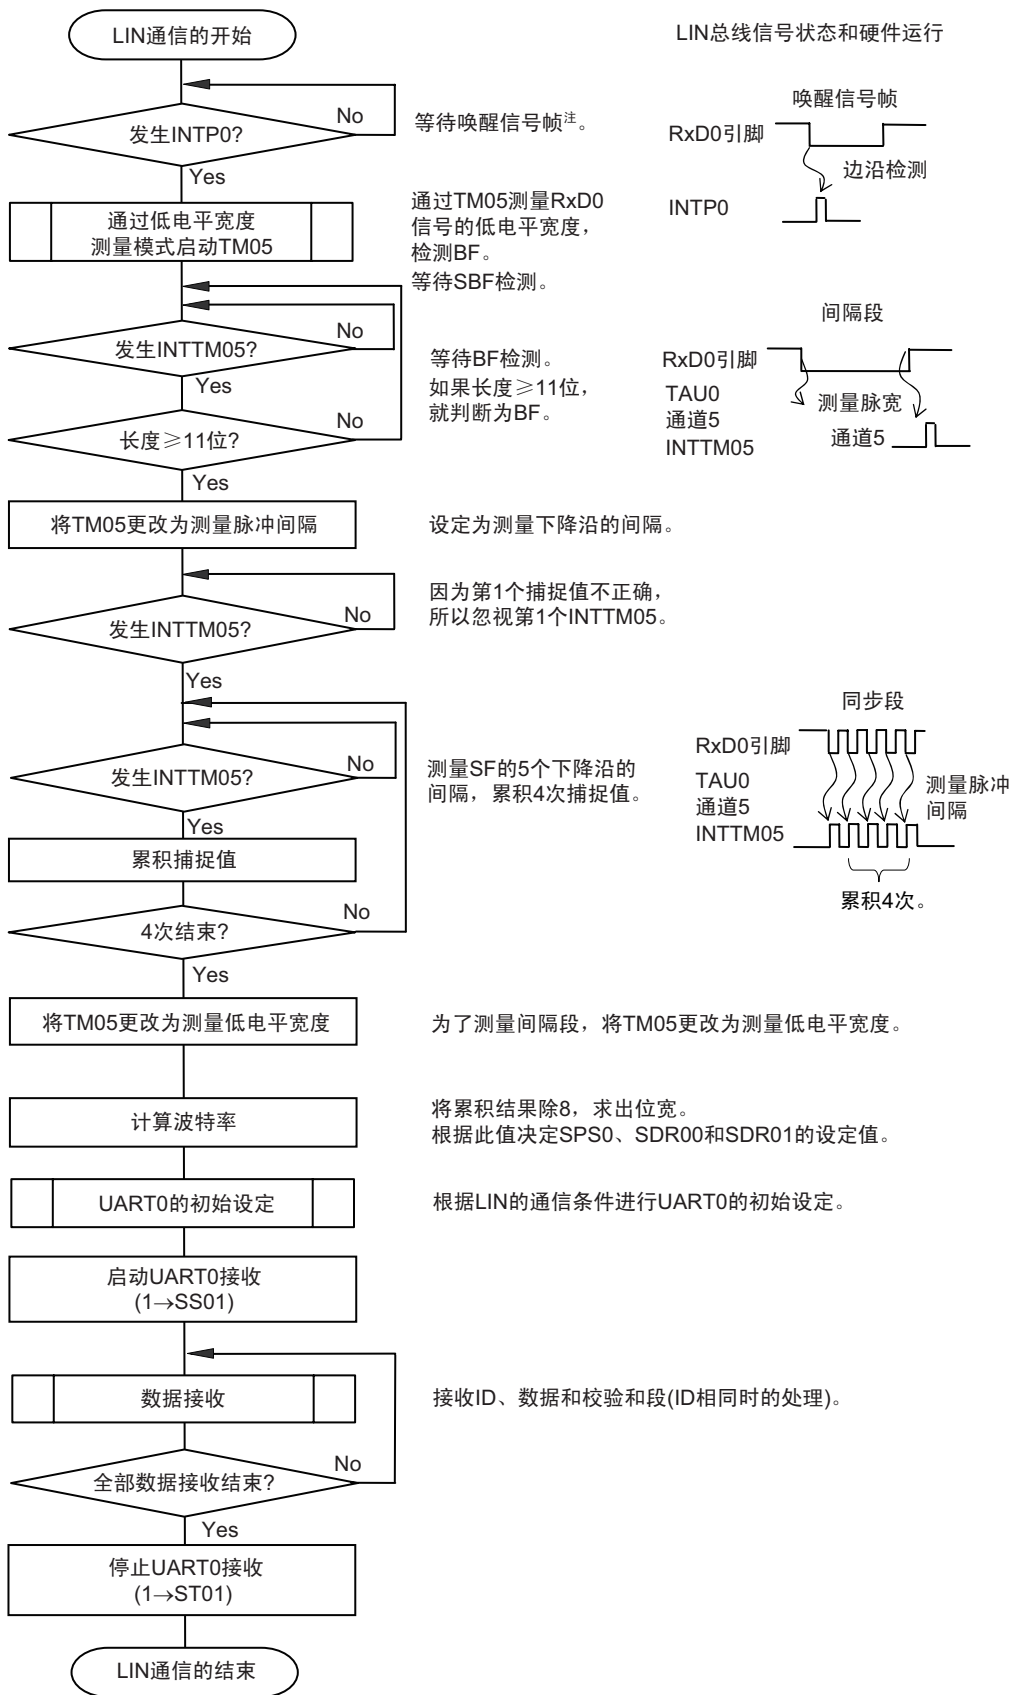 LIN通信的开始
LIN总线信号状态和硬件运行
发生INTP0?
No
Yes
等待唤醒信号帧注。
唤醒信号帧
RxD0引脚
边沿检测
INTP0
通过低电平宽度
测量模式启动TM05
通过TM05测量RxD0
信号的低电平宽度，
检测BF。
等待SBF检测。
发生INTTM05?
No
Yes
等待BF检测。
如果长度≥11位，
就判断为BF。
间隔段
RxD0引脚
TAU0
通道5
INTTM05
测量脉宽
通道5
长度≥11位?
No
Yes
将TM05更改为测量脉冲间隔
设定为测量下降沿的间隔。
发生INTTM05?
No
Yes
因为第1个捕捉值不正确，
所以忽视第1个INTTM05。
发生INTTM05?
No
Yes
测量SF的5个下降沿的
间隔，累积4次捕捉值。
同步段
RxD0引脚
TAU0
通道5
INTTM05
测量脉冲
间隔
累积4次。
累积捕捉值
4次结束?
No
Yes
将TM05更改为测量低电平宽度
为了测量间隔段，将TM05更改为测量低电平宽度。
计算波特率
将累积结果除8，求出位宽。
根据此值决定SPS0、SDR00和SDR01的设定值。
UART0的初始设定
根据LIN的通信条件进行UART0的初始设定。
启动UART0接收
(1→SS01)
数据接收
接收ID、数据和校验和段(ID相同时的处理)。
全部数据接收结束?
No
Yes
停止UART0接收
(1→ST01)
LIN通信的结束